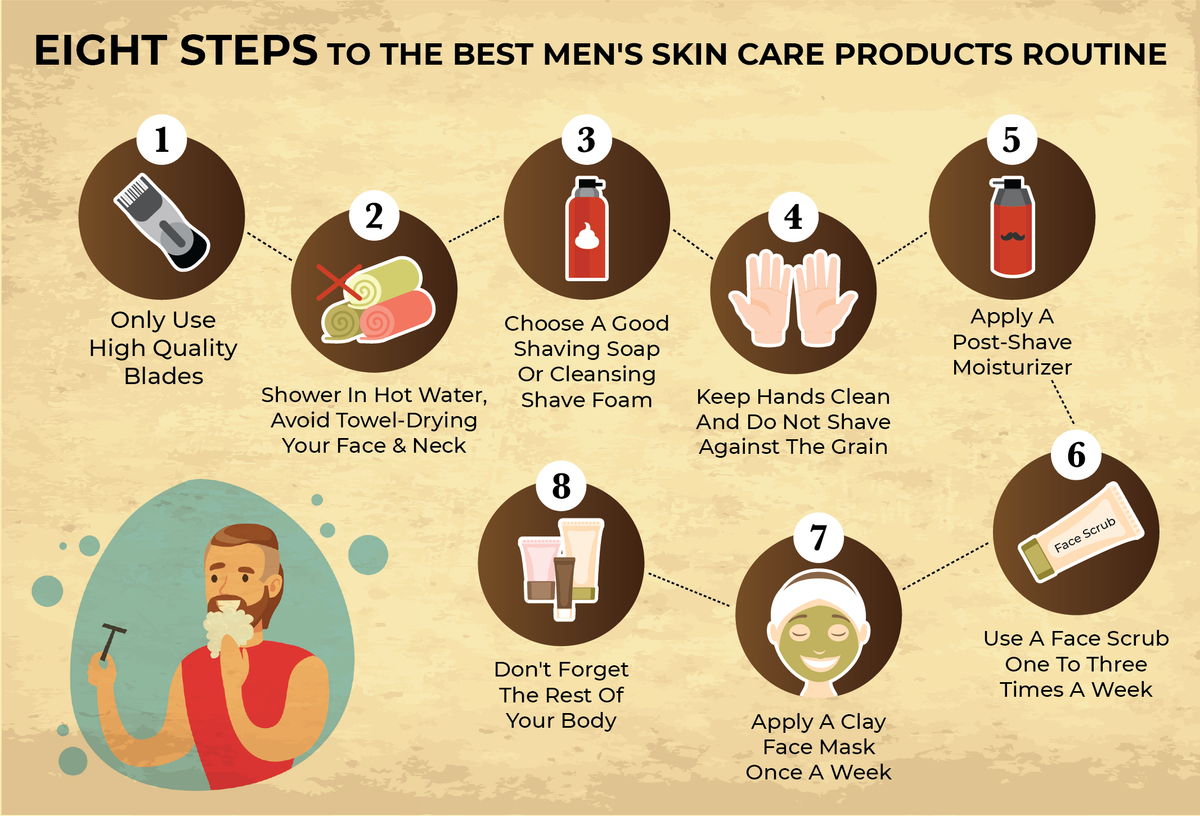 EIGHT STEPS TO THE BEST MEN'S SKIN CARE PRODUCTS ROUTINE
1
Only Use
High Quality
Blades
2
Shower In Hot Water,
Avoid Towel-Drying
Your Face & Neck
3
Choose A Good
Shaving Soap
Or Cleansing
Shave Foam
4
Keep Hands Clean
And Do Not Shave
Against The Grain
5
Apply A
Post-Shave
Moisturizer
6
Face Scrub
Use A Face Scrub
One To Three
Times A Week
7
Apply A Clay
Face Mask
Once A Week
8
Don't Forget
The Rest Of
Your Body